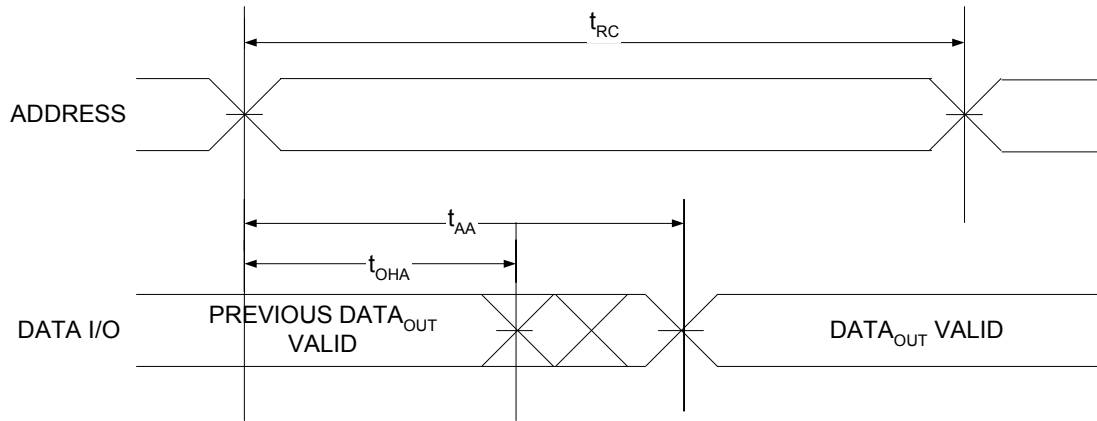 tRC
ADDRESS
tAA
tOHA
DATA I/O
PREVIOUS DATAOUT
VALID
DATAOUT VALID